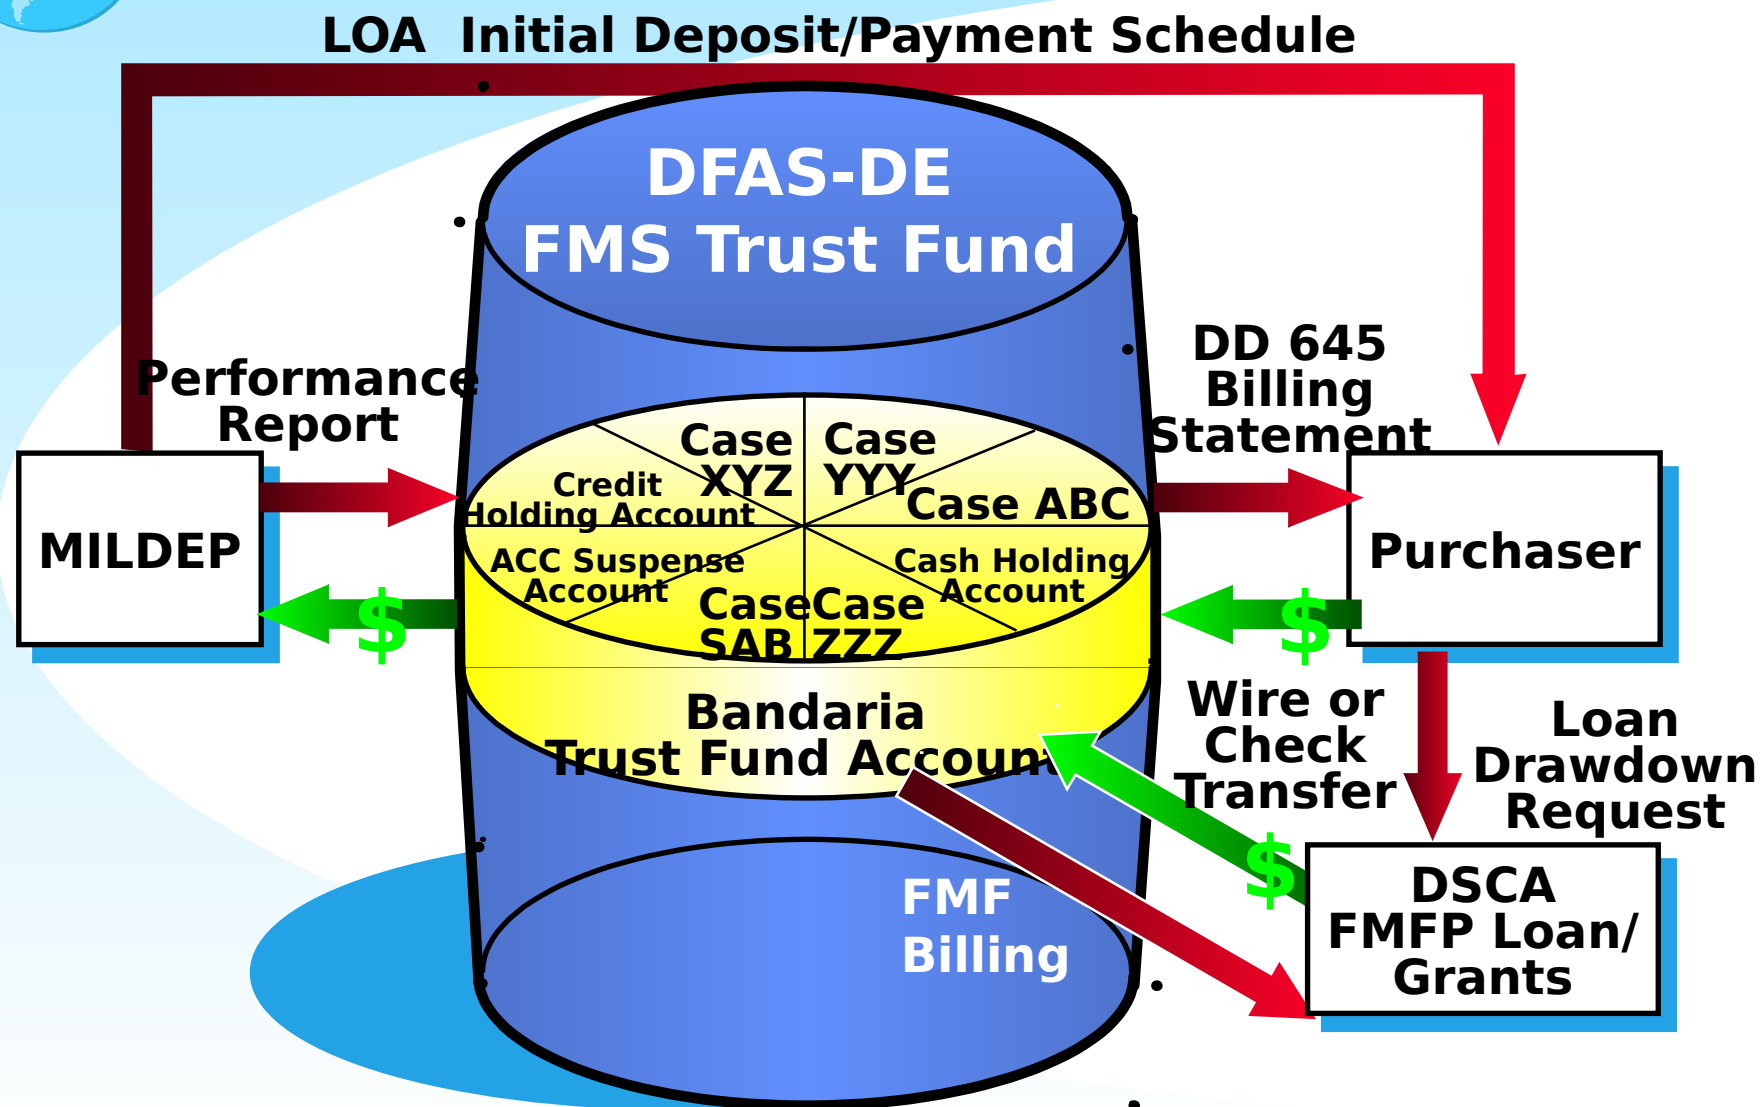 LOA  Initial Deposit/Payment Schedule
DFAS-DE
FMS Trust Fund
Performance
Report
DD 645
Billing
Statement
MILDEP
Case
XYZ
Case
YYY
Credit
Holding Account
Case ABC
ACC Suspense
Account
Cash Holding
Account
Case
SAB
Case
ZZZ
Purchaser
$
$
Bandaria
Trust Fund Account
Wire or
Check
Transfer
Loan
Drawdown
Request
$
FMF
Billing
DSCA
FMFP Loan/
Grants